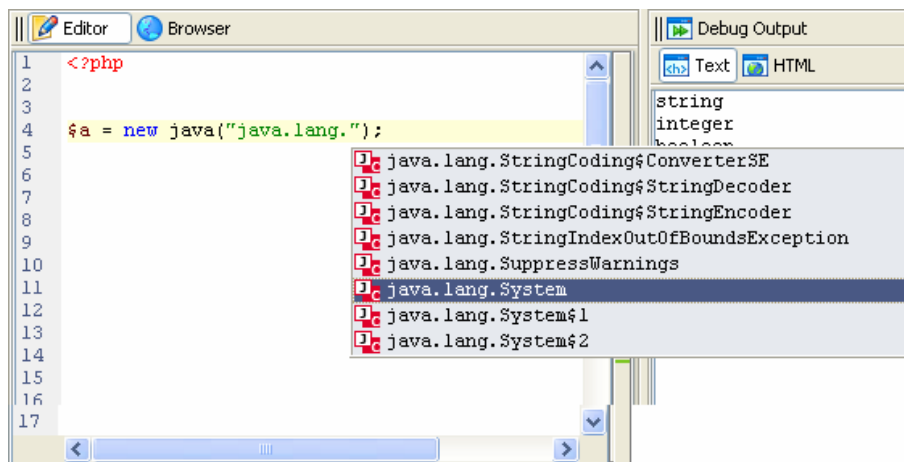 Editor Browser
Debug Output
Text HTML
1 <?php
2
3
4 $a = new java("java.lang.");
5
6
7
8
9
10
11
12
13
14
15
16
17
java.lang.StringCoding$ConverterSE
java.lang.StringCoding$StringDecoder
java.lang.StringCoding$StringEncoder
java.lang.StringIndexOutOfBoundsException
java.lang.SuppressWarnings
java.lang.System
java.lang.System$1
java.lang.System$2
string
integer
boolean